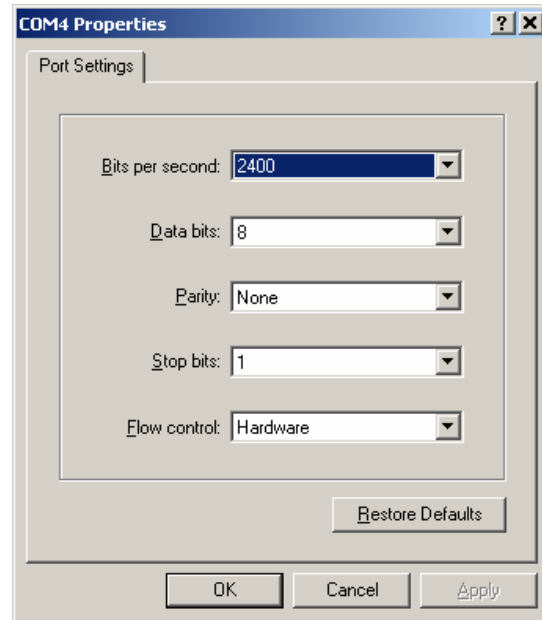 COM4 Properties
Port Settings
Bits per second: 2400
Data bits: 8
Parity: None
Stop bits: 1
Flow control: Hardware
Restore Defaults
OK Cancel Apply